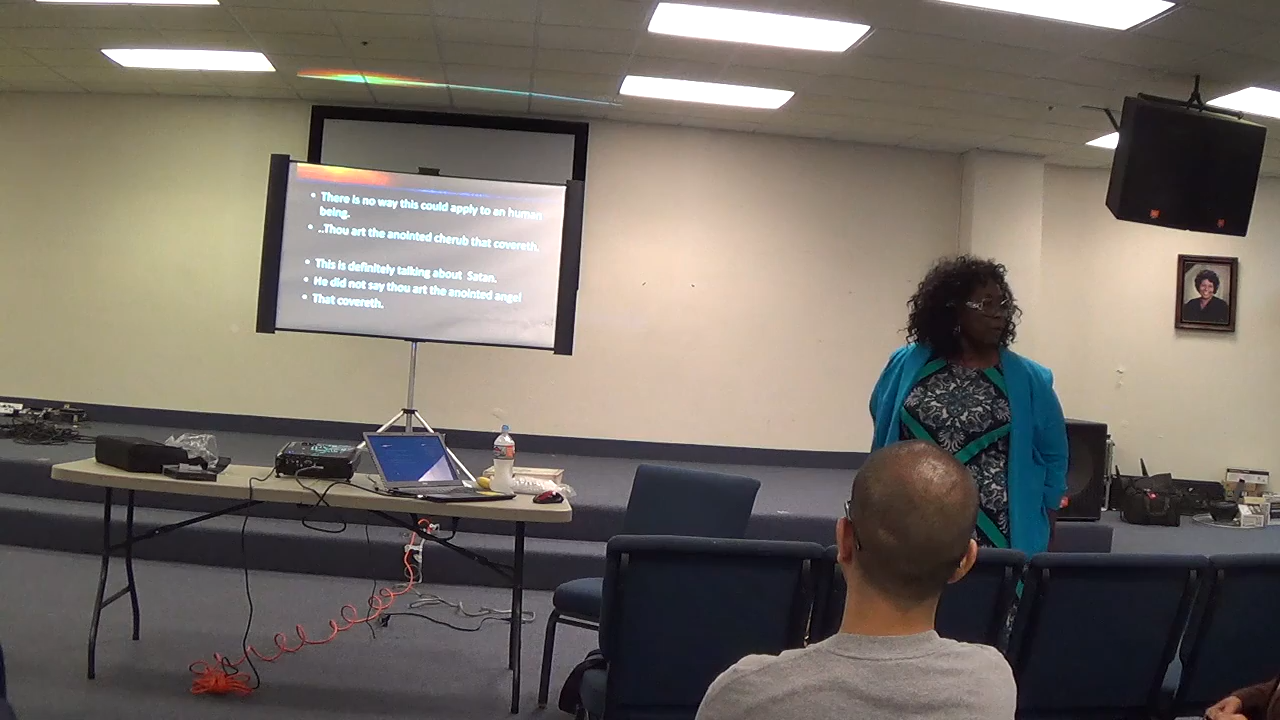 • There is no way this could apply to an human
being.
• ..Thou art the anointed cherub that covereth.
• This is definitely talking about Satan.
• He did not say thou art the anointed angel
• That covereth.